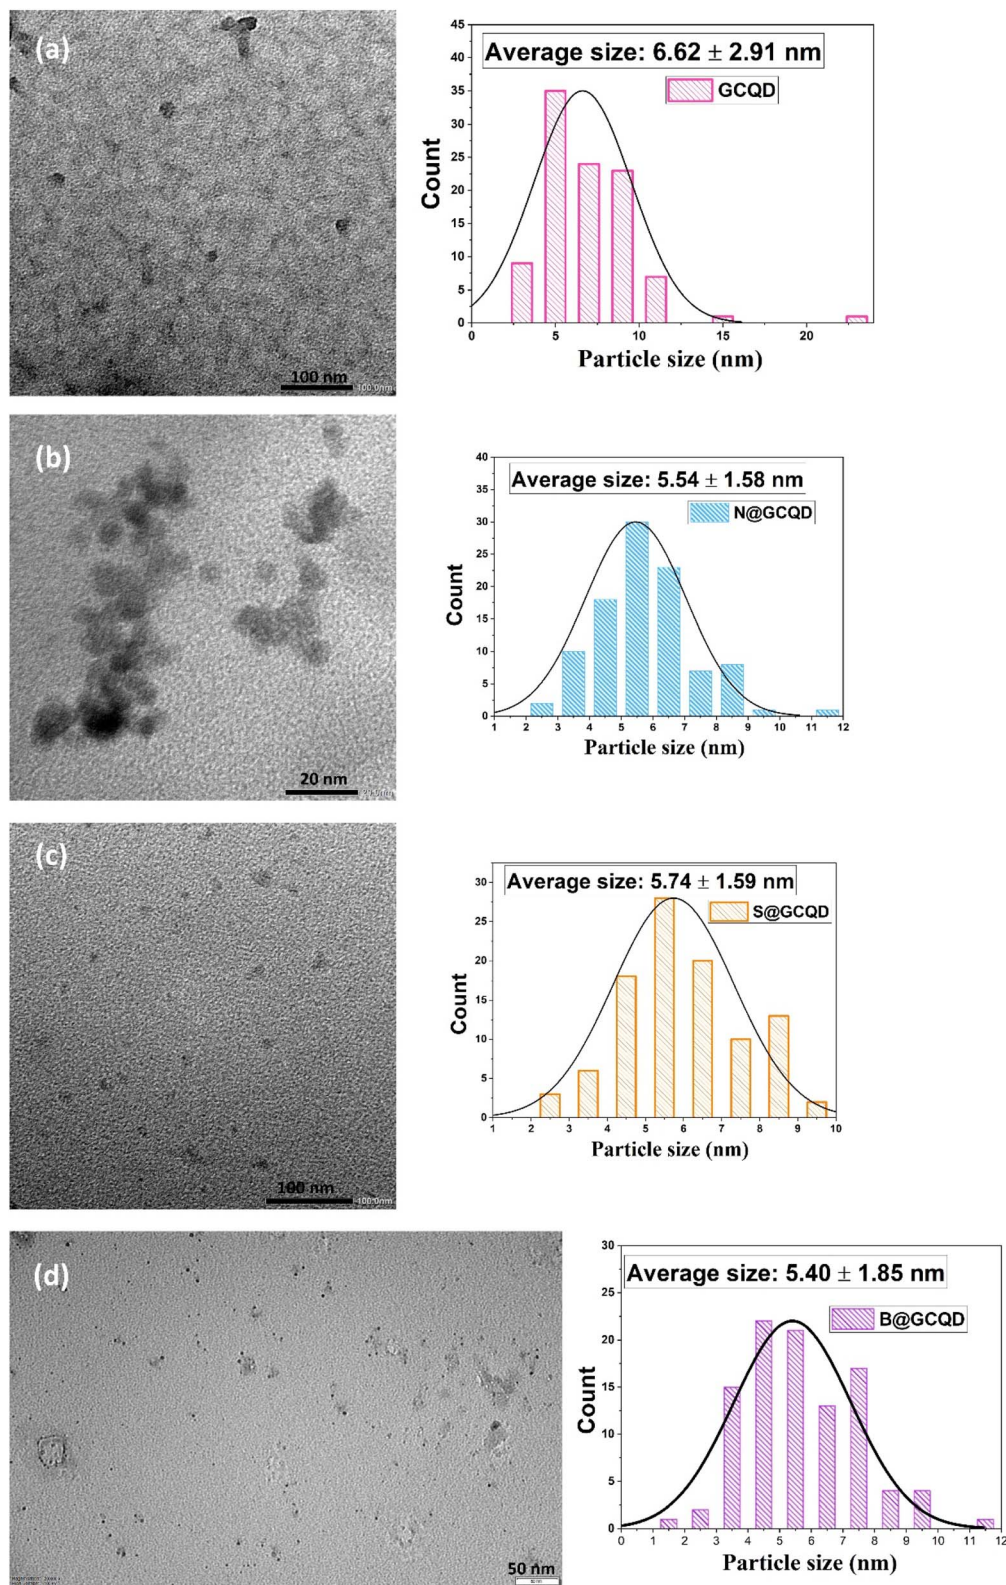 (a)
100 nm
100.0nm
Average size: 6.62 ± 2.91 nm
GCQD
Count
45
40
35
30
25
20
15
10
5
0
0 5 10 15 20
Particle size (nm)
(b)
20 nm
Average size: 5.54 ± 1.58 nm
N@GCQD
Count
40
35
30
25
20
15
10
5
0
1 2 3 4 5 6 7 8 9 10 11 12
Particle size (nm)
(c)
100 nm
100.0nm
Average size: 5.74 ± 1.59 nm
S@GCQD
Count
30
25
20
15
10
5
0
1 2 3 4 5 6 7 8 9 10
Particle size (nm)
(d)
50 nm
Average size: 5.40 ± 1.85 nm
B@GCQD
Count
30
25
20
15
10
5
0
0 1 2 3 4 5 6 7 8 9 10 11 12
Particle size (nm)